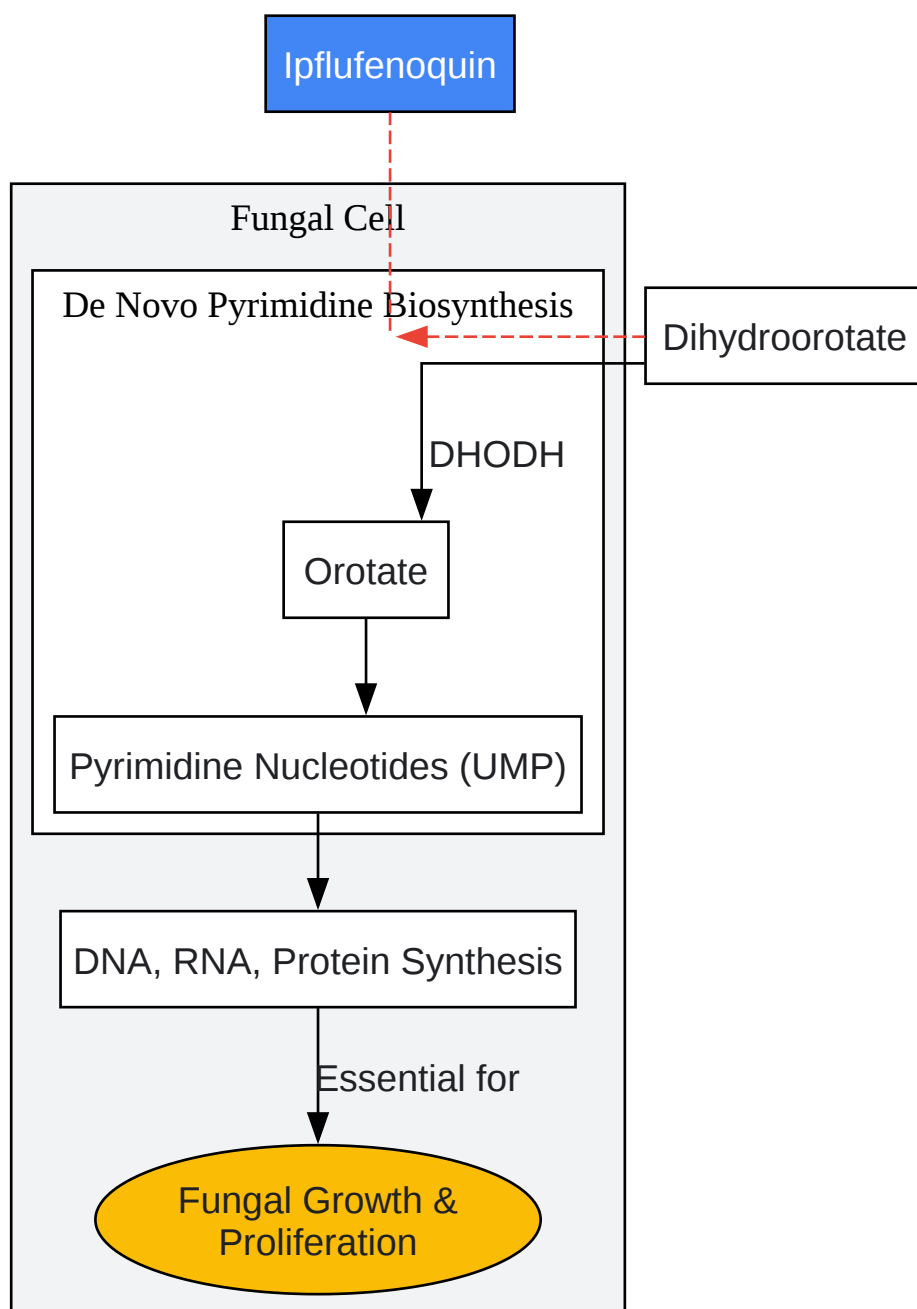 Ipflufenoquin
Fungal Cell
De Novo Pyrimidine Biosynthesis
Dihydroorotate
DHODH
Orotate
Pyrimidine Nucleotides (UMP)
DNA, RNA, Protein Synthesis
Essential for
Fungal Growth &
Proliferation